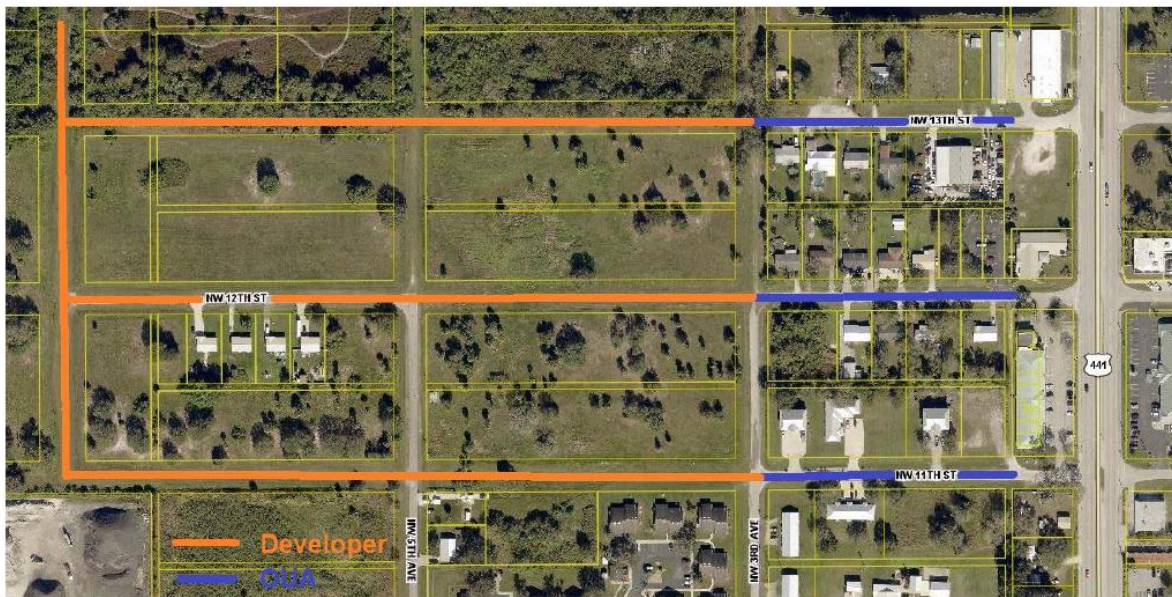 NW 13TH ST
NW 12TH ST
441
NW 11TH ST
NW 5TH AVE
NW 3RD AVE
Developer
OUA